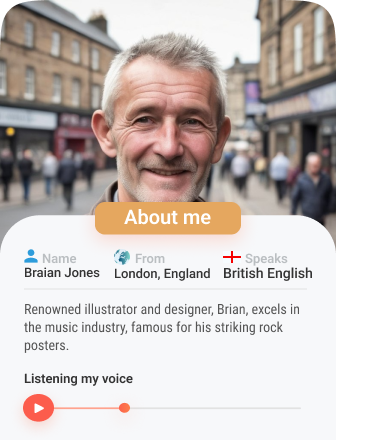 About me
Name From Speaks
Braian Jones London, England British English
Renowned illustrator and designer, Brian, excels in
the music industry, famous for his striking rock
posters.
Listening my voice